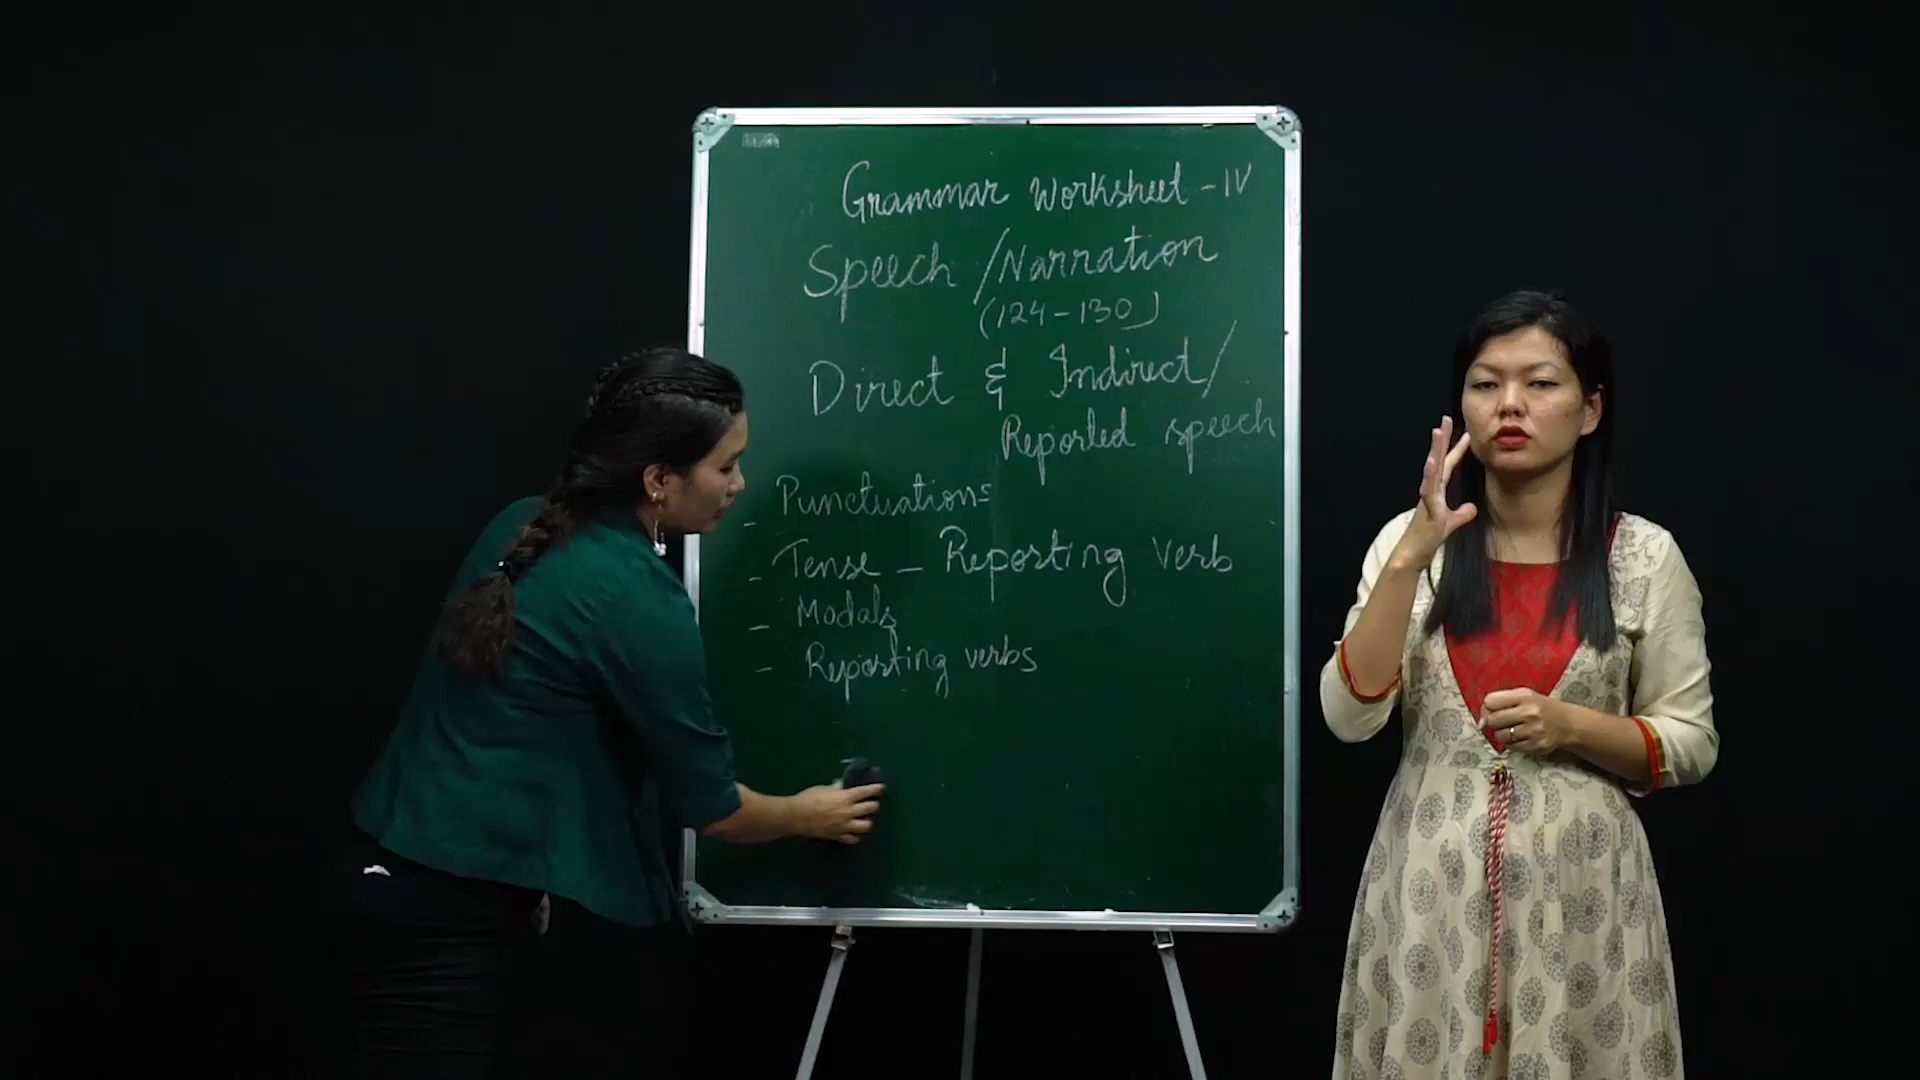 Grammar Worksheet - IV
Speech / Narration
(124 - 130)
Direct & Indirect /
Reported speech
Punctuations
- Tense - Reporting Verb
- Modals
- Reporting verbs